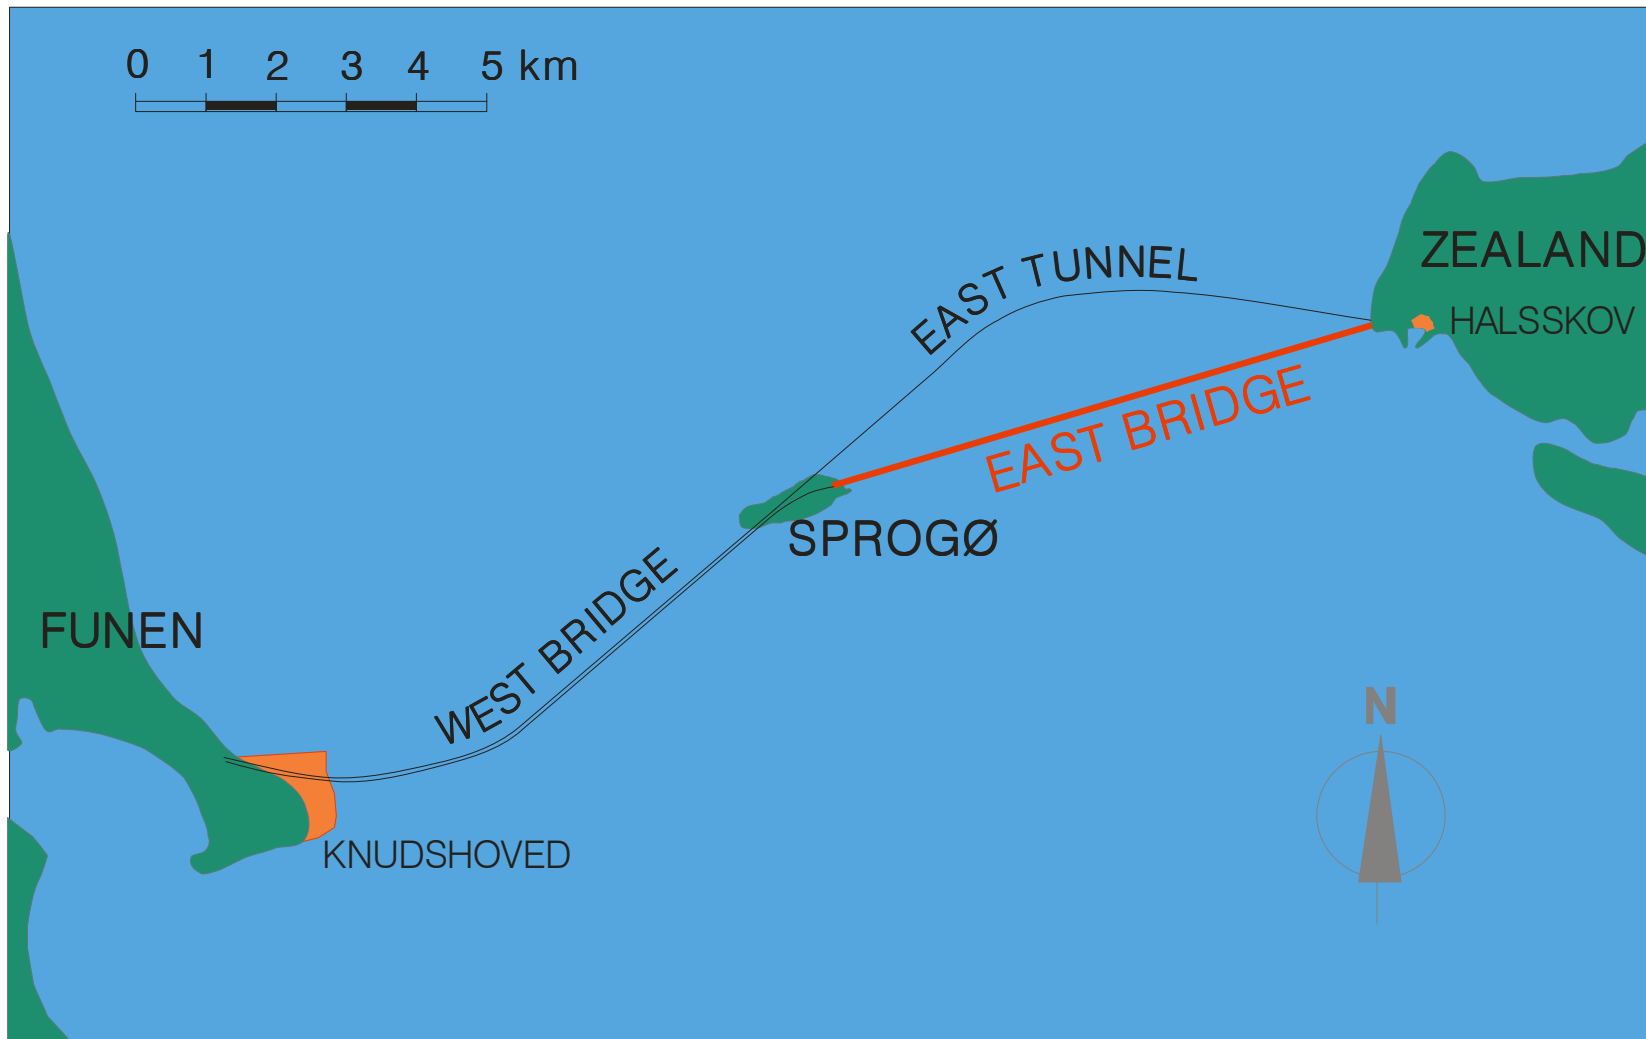 0 1 2 3 4 5 km
ZEALAND
EAST TUNNEL
HALSSKOV
EAST BRIDGE
SPROGØ
WEST BRIDGE
FUNEN
N
KNUDSHOVED